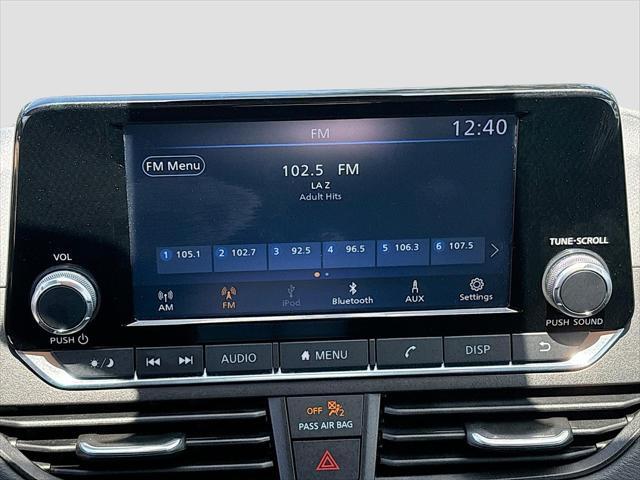 FM
12:40
FM Menu
102.5 FM
LA Z
Adult Hits
1 105.1 2 102.7 3 92.5 4 96.5 5 106.3 6 107.5
AM FM iPod Bluetooth AUX Settings
VOL
PUSH
TUNE·SCROLL
PUSH SOUND
AUDIO MENU DISP
OFF 2
PASS AIR BAG